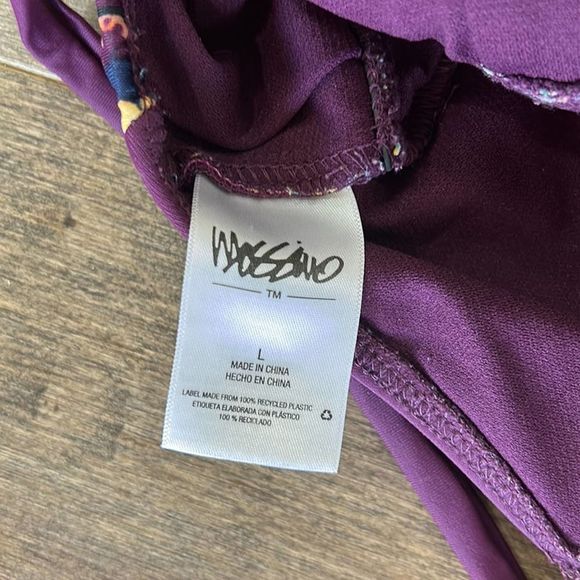 Mossimo
TM
L
MADE IN CHINA
HECHO EN CHINA
LABEL MADE FROM 100% RECYCLED PLASTIC
ETIQUETA ELABORADA CON PLÁSTICO
100 % RECICLADO